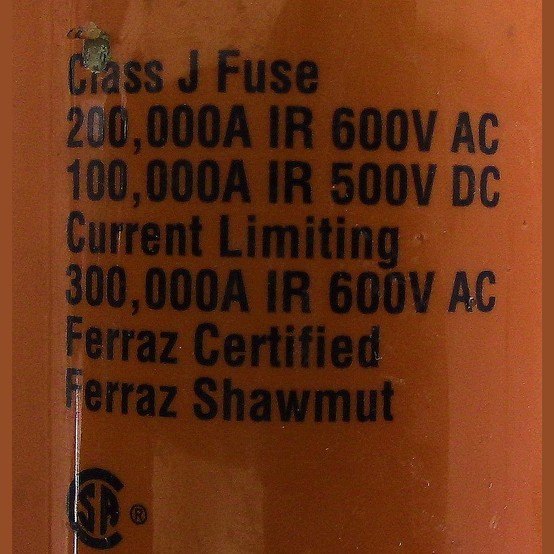 Class J Fuse
200,000A IR 600V AC
100,000A IR 500V DC
Current Limiting
300,000A IR 600V AC
Ferraz Certified
Ferraz Shawmut
SA ®